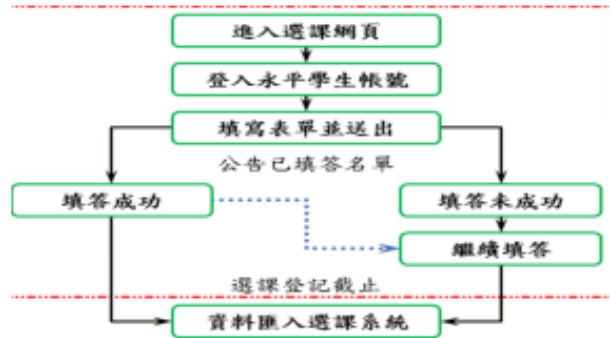 進入選課網頁
登入永平學生帳號
填寫表單並送出
公告已填答名單
填答成功
填答未成功
繼續填答
選課登記截止
資料匯入選課系統